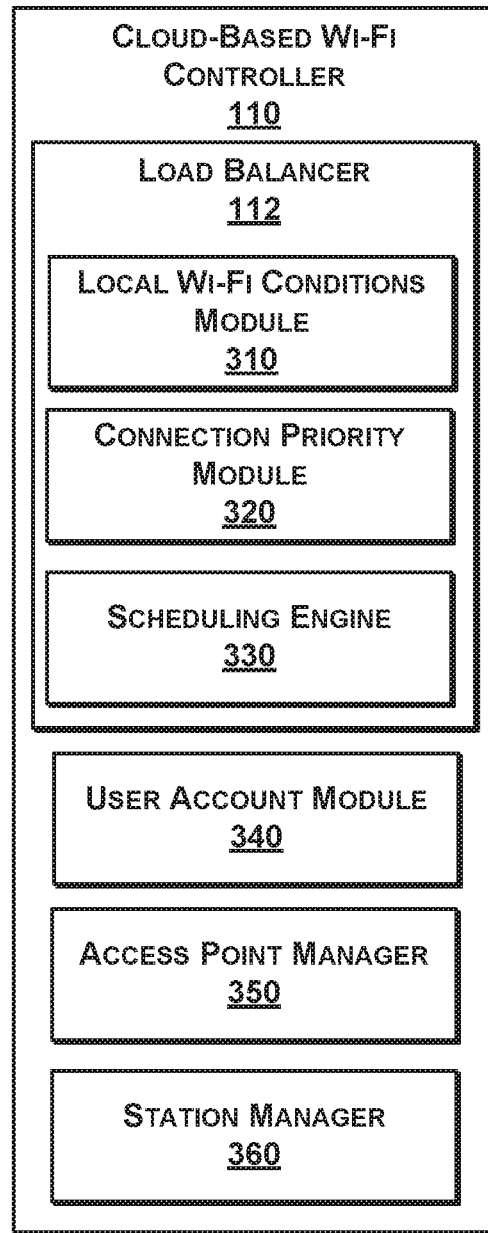 CLOUD-BASED WI-FI
CONTROLLER
110
LOAD BALANCER
112
LOCAL WI-FI CONDITIONS
MODULE
310
CONNECTION PRIORITY
MODULE
320
SCHEDULING ENGINE
330
USER ACCOUNT MODULE
340
ACCESS POINT MANAGER
350
STATION MANAGER
360